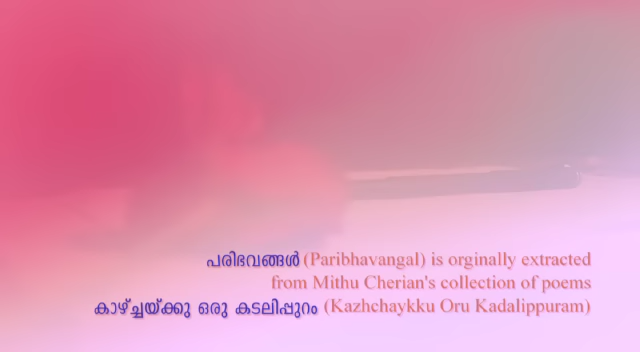 പരിഭവങ്ങൾ (Paribhavangal) is orginally extracted
from Mithu Cherian's collection of poems
കാഴ്ച്ചയ്ക്കു ഒരു കടലിപ്പുറം (Kazhchaykku Oru Kadalippuram)